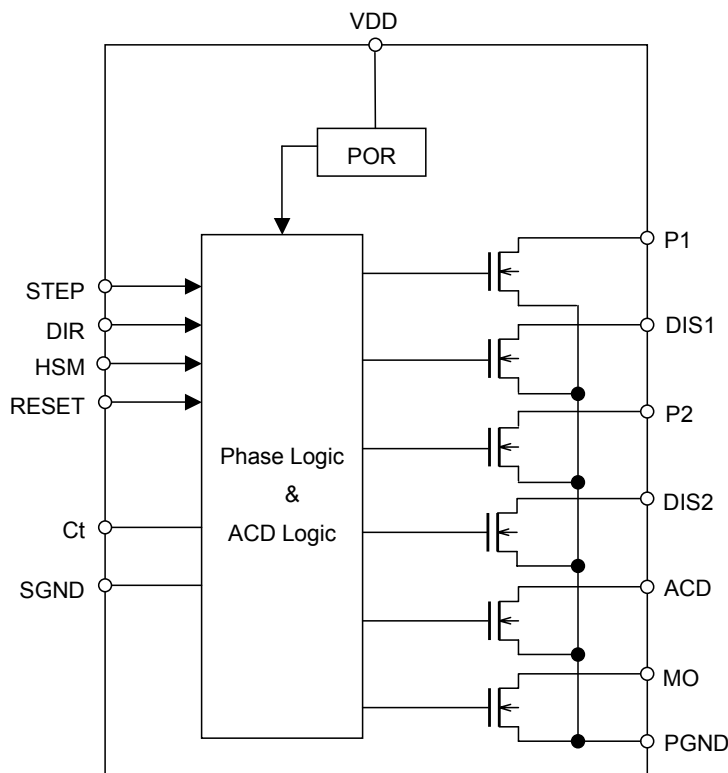 VDD
POR
STEP
DIR
HSM
RESET
Ct
SGND
Phase Logic
&
ACD Logic
P1
DIS1
P2
DIS2
ACD
MO
PGND